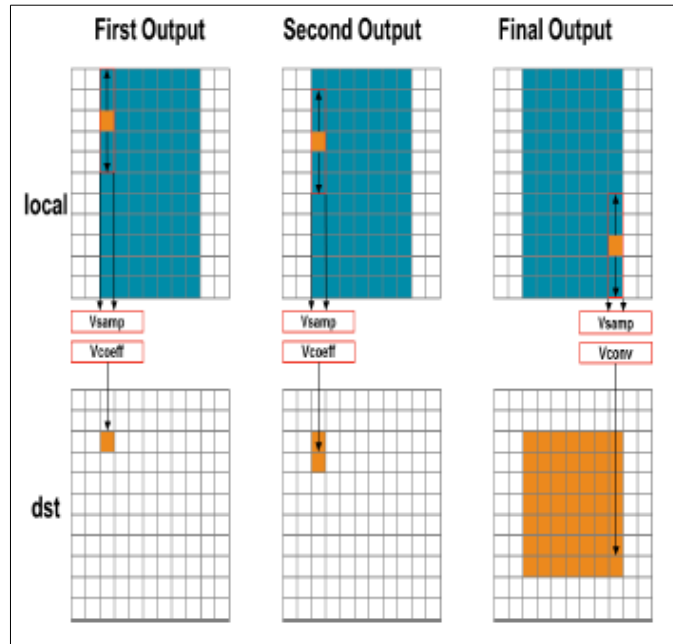 First Output
Second Output
Final Output
local
Vsamp
Vsamp
Vsamp
Vcoeff
Vcoeff
Vconv
dst